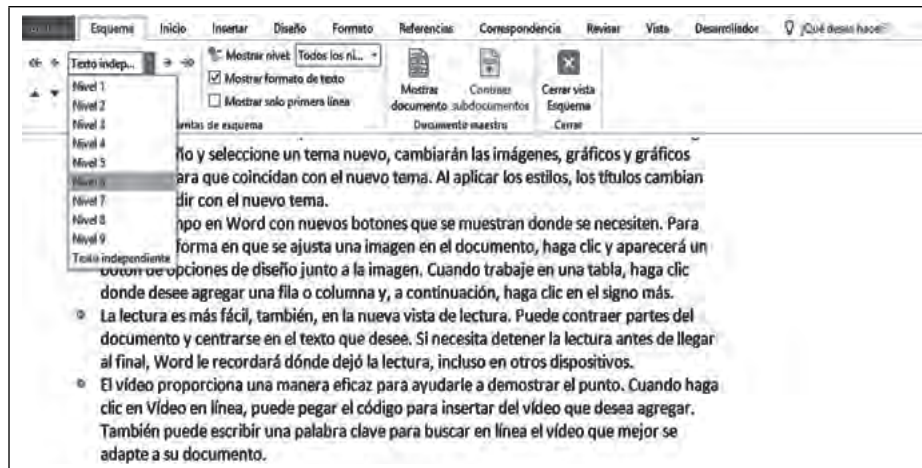 Esquema Inicio Insertar Diseño Formato Referencias Correspondencia Revisar Vista Desarrollador ¿Qué desea hacer?
Texto indep... Mostrar nivel: Todos los ni...
Mostrar formato de texto
Mostrar solo primera línea
Mostrar documento
Contraer subdocumentos
Cerrar vista Esquema
ntas de esquema Documento maestro Cerrar
Nivel 1
Nivel 2
Nivel 3
Nivel 4
Nivel 5
Nivel 6
Nivel 7
Nivel 8
Nivel 9
Texto independiente
ño y seleccione un tema nuevo, cambiarán las imágenes, gráficos y gráficos
ara que coincidan con el nuevo tema. Al aplicar los estilos, los títulos cambian
dir con el nuevo tema.
mpo en Word con nuevos botones que se muestran donde se necesiten. Para
forma en que se ajusta una imagen en el documento, haga clic y aparecerá un
botón de opciones de diseño junto a la imagen. Cuando trabaje en una tabla, haga clic
donde desee agregar una fila o columna y, a continuación, haga clic en el signo más.
La lectura es más fácil, también, en la nueva vista de lectura. Puede contraer partes del
documento y centrarse en el texto que desee. Si necesita detener la lectura antes de llegar
al final, Word le recordará dónde dejó la lectura, incluso en otros dispositivos.
El vídeo proporciona una manera eficaz para ayudarle a demostrar el punto. Cuando haga
clic en Vídeo en línea, puede pegar el código para insertar del vídeo que desea agregar.
También puede escribir una palabra clave para buscar en línea el vídeo que mejor se
adapte a su documento.